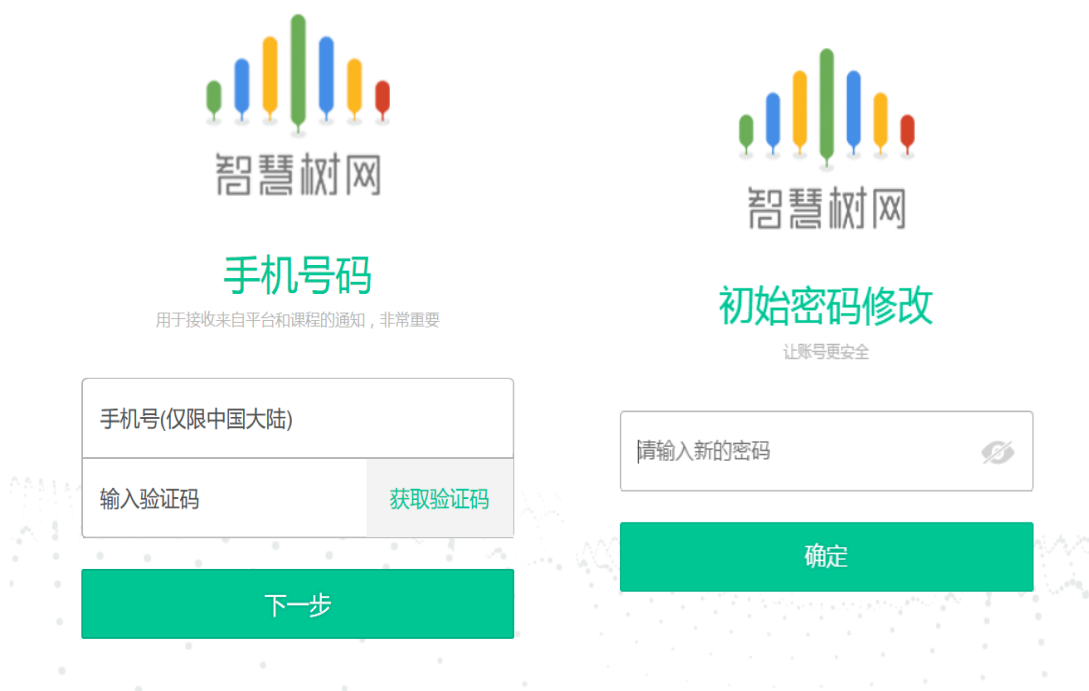 智慧树网
手机号码
用于接收来自平台和课程的通知，非常重要
手机号(仅限中国大陆)
输入验证码
获取验证码
下一步
智慧树网
初始密码修改
让账号更安全
请输入新的密码
确定